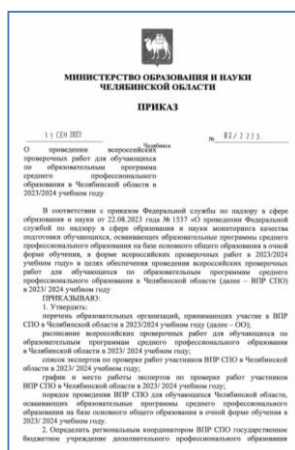 МИНИСТЕРСТВО ОБРАЗОВАНИЯ И НАУКИ
ЧЕЛЯБИНСКОЙ ОБЛАСТИ
ПРИКАЗ
11 СЕН 2023 № 02/2225
Челябинск
О проведении всероссийских
проверочных работ для обучающихся
по образовательным программа
среднего профессионального
образования в Челябинской области в
2023/2024 учебном году
В соответствии с приказом Федеральной службы по надзору в сфере
образования и науки от 22.08.2023 года № 1537 «О проведении Федеральной
службой по надзору в сфере образования и науки мониторинга качества
подготовки обучающихся, осваивающих образовательные программы среднего
профессионального образования на базе основного общего образования в очной
форме обучения, в форме всероссийских проверочных работ в 2023/2024
учебном году» в целях обеспечения проведения всероссийских проверочных
работ для обучающихся по образовательным программам среднего
профессионального образования в Челябинской области (далее – ВПР СПО)
в 2023/ 2024 учебном году
ПРИКАЗЫВАЮ:
1. Утвердить:
перечень образовательных организаций, принимающих участие в ВПР
СПО в Челябинской области в 2023/ 2024 учебном году (далее – ОО);
расписание всероссийских проверочных работ для обучающихся по
образовательным программам среднего профессионального образования
в Челябинской области в 2023/ 2024 учебном году;
список экспертов по проверке работ участников ВПР СПО в Челябинской
области в 2023/ 2024 учебном году;
график и место работы экспертов по проверке работ участников
ВПР СПО в Челябинской области в 2023/ 2024 учебном году;
порядок проведения ВПР СПО для обучающихся Челябинской области,
осваивающих образовательные программы среднего профессионального
образования на базе основного общего образования в очной форме обучения в
2023/ 2024 учебном году.
2. Определить региональным координатором ВПР СПО государственное
бюджетное учреждение дополнительного профессионального образования